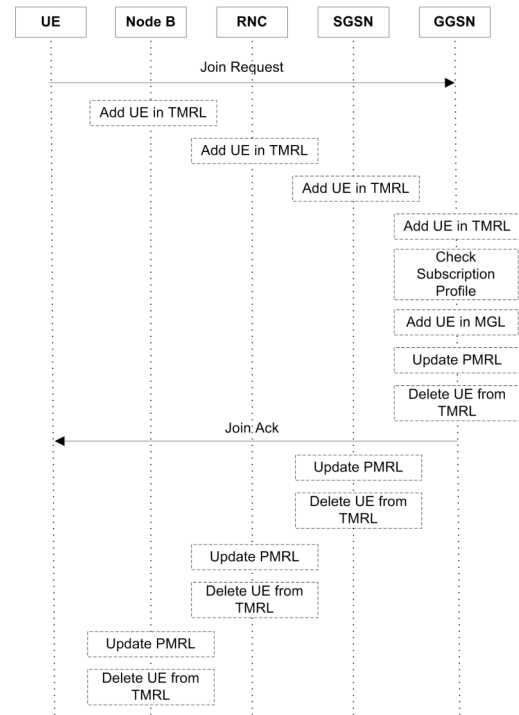 UE Node B RNC SGSN GGSN
Join Request
Add UE in TMRL
Add UE in TMRL
Add UE in TMRL
Add UE in TMRL
Check
Subscription
Profile
Add UE in MGL
Update PMRL
Delete UE from
TMRL
Join Ack
Update PMRL
Delete UE from
TMRL
Update PMRL
Delete UE from
TMRL
Update PMRL
Delete UE from
TMRL